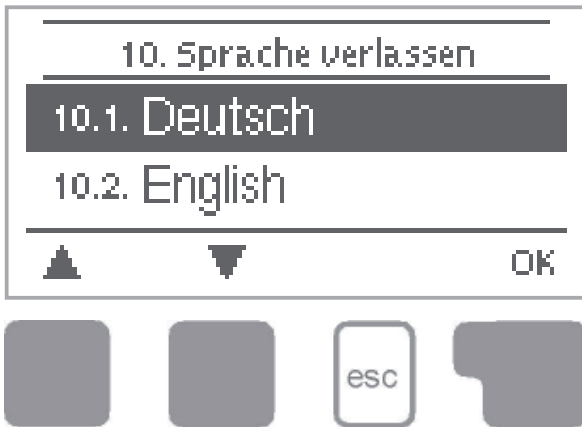 10. Sprache verlassen
10.1. Deutsch
10.2. English
OK
esc